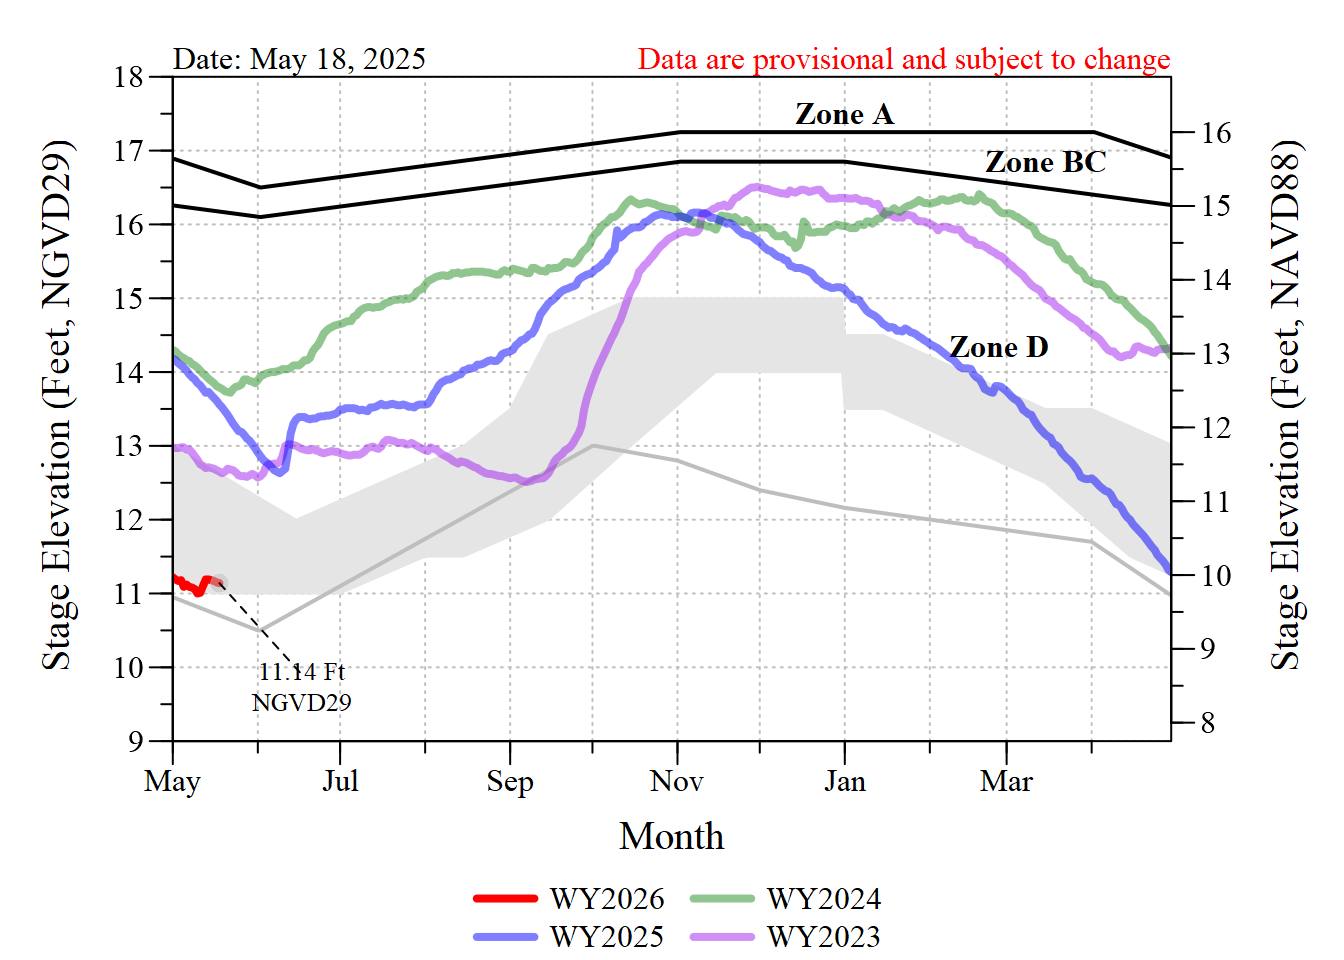 Date: May 18, 2025
Data are provisional and subject to change
Stage Elevation (Feet, NGVD29)
18
17
16
15
14
13
12
11
10
9
Zone A
Zone BC
Zone D
11.14 Ft
NGVD29
16
15
14
13
12
11
10
9
8
Stage Elevation (Feet, NAVD88)
May Jul Sep Nov Jan Mar
Month
WY2026 WY2024
WY2025 WY2023